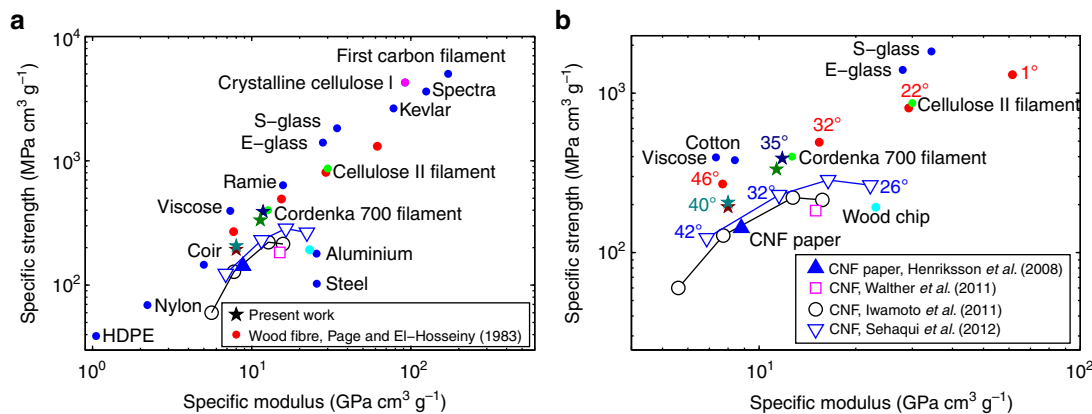 a
Specific strength (MPa cm³ g⁻¹)
10⁴
10³
10²
First carbon filament
Crystalline cellulose I
Spectra
Kevlar
S–glass
E–glass
Cellulose II filament
Ramie
Viscose
Cordenka 700 filament
Coir
Aluminium
Steel
Nylon
HDPE
Present work
Wood fibre, Page and El–Hosseiny (1983)
10⁰
10¹
10²
Specific modulus (GPa cm³ g⁻¹)
b
Specific strength (MPa cm³ g⁻¹)
10³
10²
S–glass
E–glass
1°
22°
Cellulose II filament
32°
35°
Cotton
Viscose
Cordenka 700 filament
46°
40°
32°
26°
Wood chip
42°
CNF paper
CNF paper, Henriksson et al. (2008)
CNF, Walther et al. (2011)
CNF, Iwamoto et al. (2011)
CNF, Sehaqui et al. (2012)
10¹
10²
Specific modulus (GPa cm³ g⁻¹)